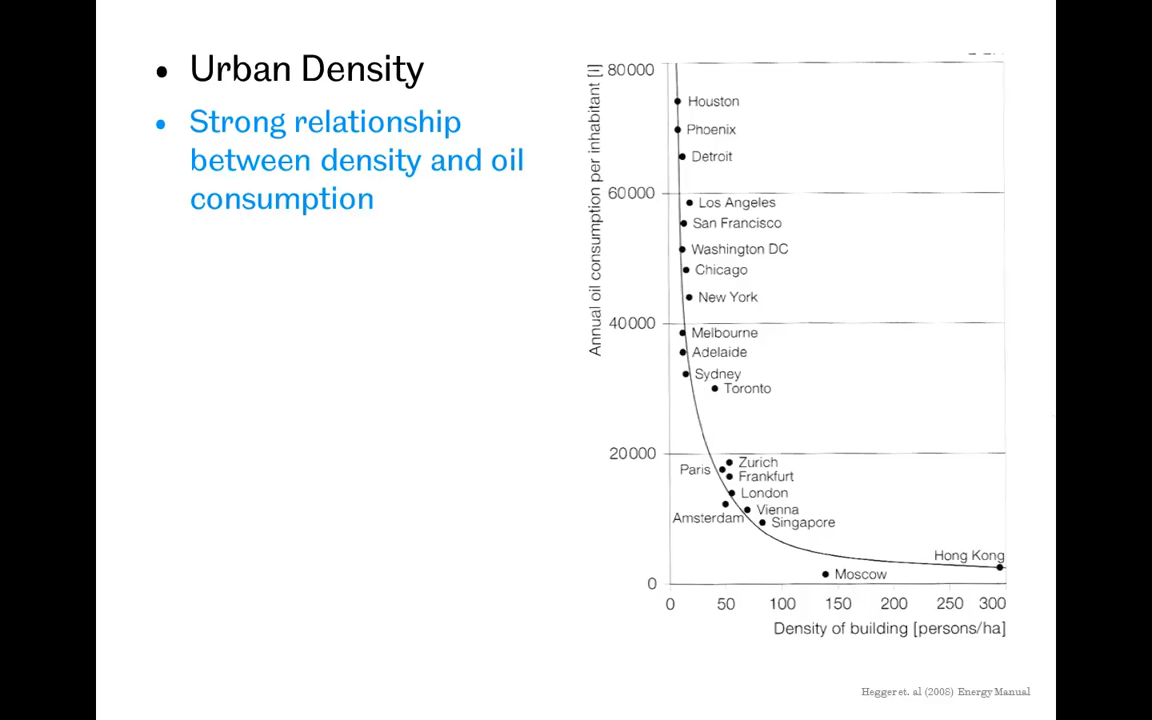 • Urban Density
• Strong relationship
between density and oil
consumption
Annual oil consumption per inhabitant [l]
80000
Houston
Phoenix
Detroit
60000
Los Angeles
San Francisco
Washington DC
Chicago
New York
40000
Melbourne
Adelaide
Sydney
Toronto
20000
Zurich
Paris
Frankfurt
London
Vienna
Amsterdam
Singapore
Hong Kong
Moscow
0
0 50 100 150 200 250 300
Density of building [persons/ha]
Hegger et. al (2008) Energy Manual